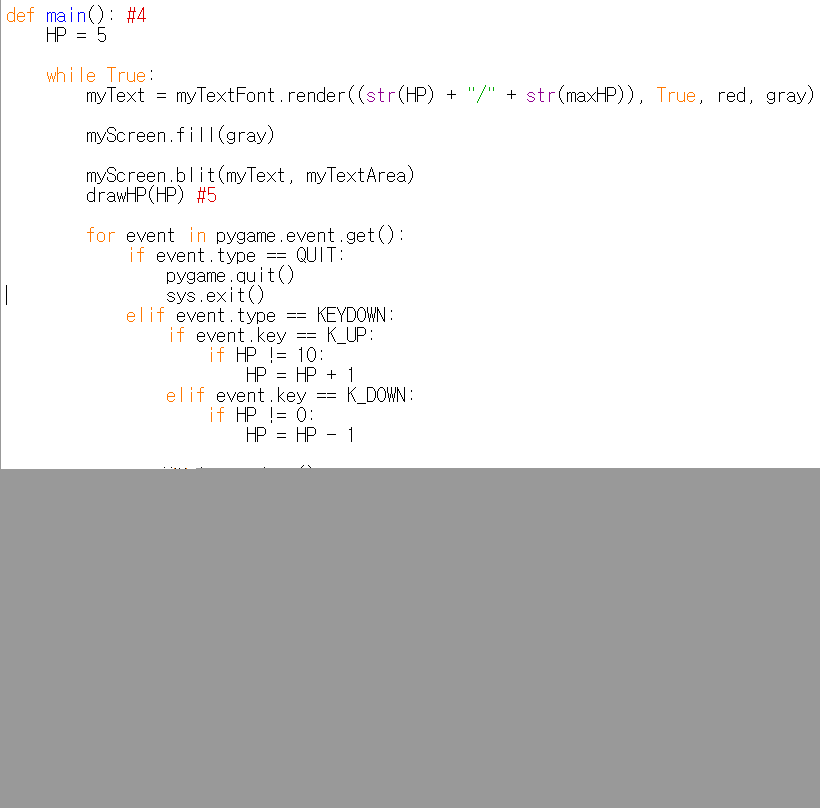 def main(): #4
    HP = 5

    while True:
        myText = myTextFont.render((str(HP) + "/" + str(maxHP)), True, red, gray)

        myScreen.fill(gray)

        myScreen.blit(myText, myTextArea)
        drawHP(HP) #5

        for event in pygame.event.get():
            if event.type == QUIT:
                pygame.quit()
                sys.exit()
            elif event.type == KEYDOWN:
                if event.key == K_UP:
                    if HP != 10:
                        HP = HP + 1
                elif event.key == K_DOWN:
                    if HP != 0:
                        HP = HP - 1